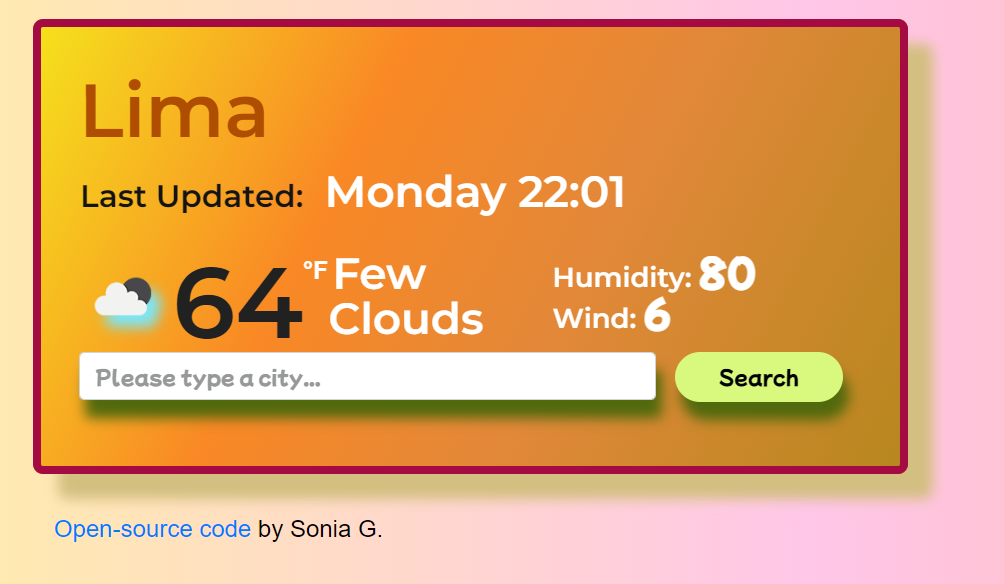 Lima
Last Updated: Monday 22:01
64 °F Few Clouds
Humidity: 80
Wind: 6
Please type a city...
Search
Open-source code by Sonia G.